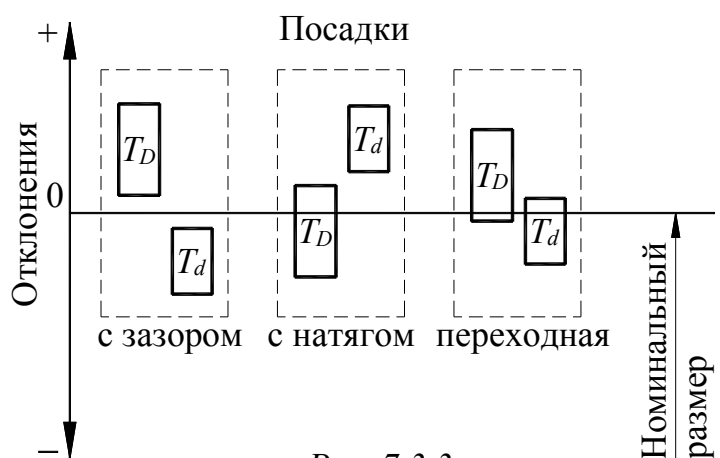 +
Посадки
Отклонения
0
T_D
T_d
T_D
T_d
T_D
T_d
с зазором
с натягом
переходная
Номинальный
размер
–